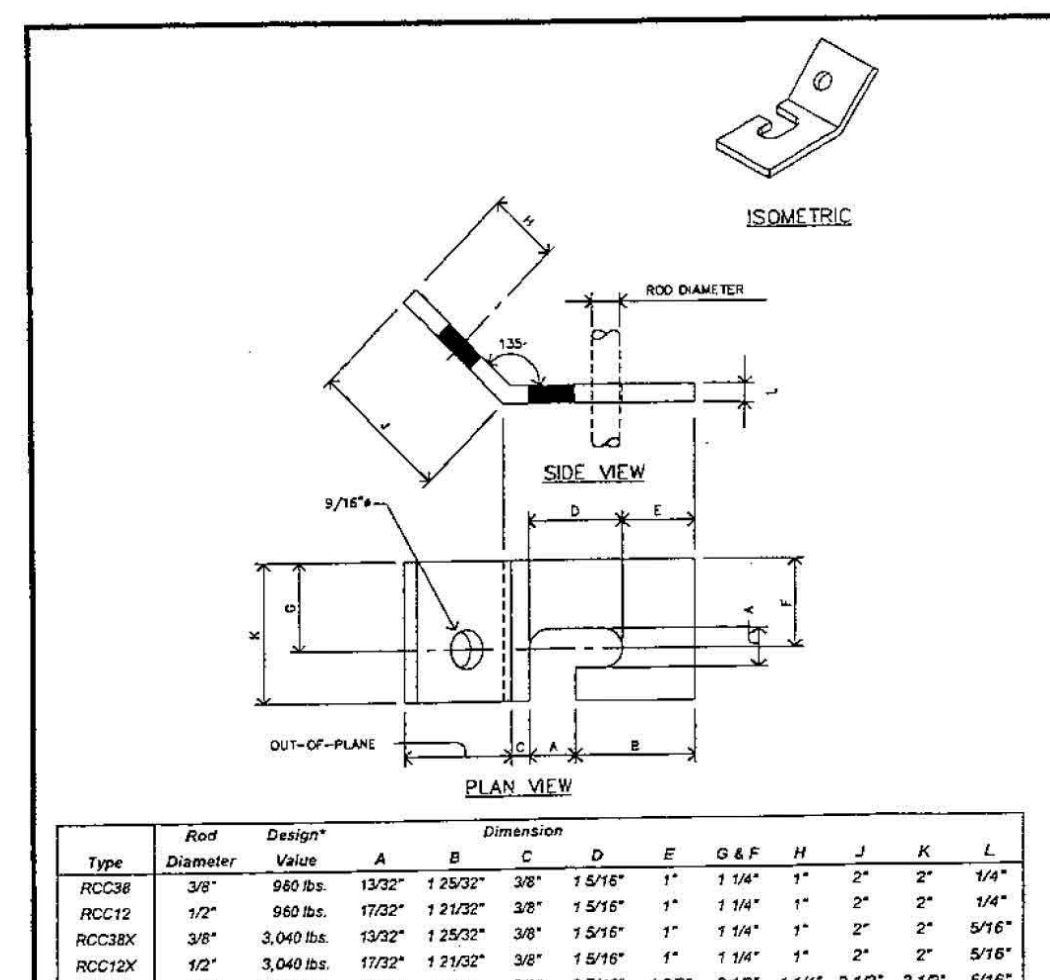 ISOMETRIC
H
ROD DIAMETER
135-
L
J
SIDE VIEW
9/16"ø
D
E
G
K
F
A
OUT-OF-PLANE
C
A
B
PLAN VIEW
Rod Design* Dimension
Type Diameter Value A B C D E G & F H J K L
RCC38 3/8" 960 lbs. 13/32" 1 25/32" 3/8" 1 5/16" 1" 1 1/4" 1" 2" 2" 1/4"
RCC12 1/2" 960 lbs. 17/32" 1 21/32" 3/8" 1 5/16" 1" 1 1/4" 1" 2" 2" 1/4"
RCC38X 3/8" 3,040 lbs. 13/32" 1 25/32" 3/8" 1 5/16" 1" 1 1/4" 1" 2" 2" 5/16"
RCC12X 1/2" 3,040 lbs. 17/32" 1 21/32" 3/8" 1 5/16" 1" 1 1/4" 1" 2" 2" 5/16"